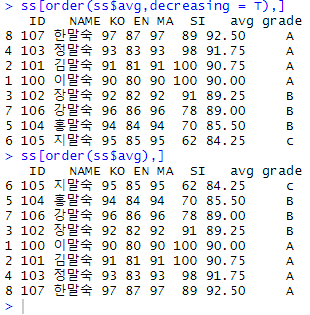 > ss[order(ss$avg,decreasing = T),]
   ID   NAME KO EN MA  SI   avg grade
8 107 한말숙 97 87 97  89 92.50     A
4 103 정말숙 93 83 93  98 91.75     A
2 101 김말숙 91 81 91 100 90.75     A
1 100 이말숙 90 80 90 100 90.00     A
3 102 장말숙 92 82 92  91 89.25     B
7 106 강말숙 96 86 96  78 89.00     B
5 104 홍말숙 94 84 94  70 85.50     B
6 105 지말숙 95 85 95  62 84.25     c
> ss[order(ss$avg),]
   ID   NAME KO EN MA  SI   avg grade
6 105 지말숙 95 85 95  62 84.25     c
5 104 홍말숙 94 84 94  70 85.50     B
7 106 강말숙 96 86 96  78 89.00     B
3 102 장말숙 92 82 92  91 89.25     B
1 100 이말숙 90 80 90 100 90.00     A
2 101 김말숙 91 81 91 100 90.75     A
4 103 정말숙 93 83 93  98 91.75     A
8 107 한말숙 97 87 97  89 92.50     A
>